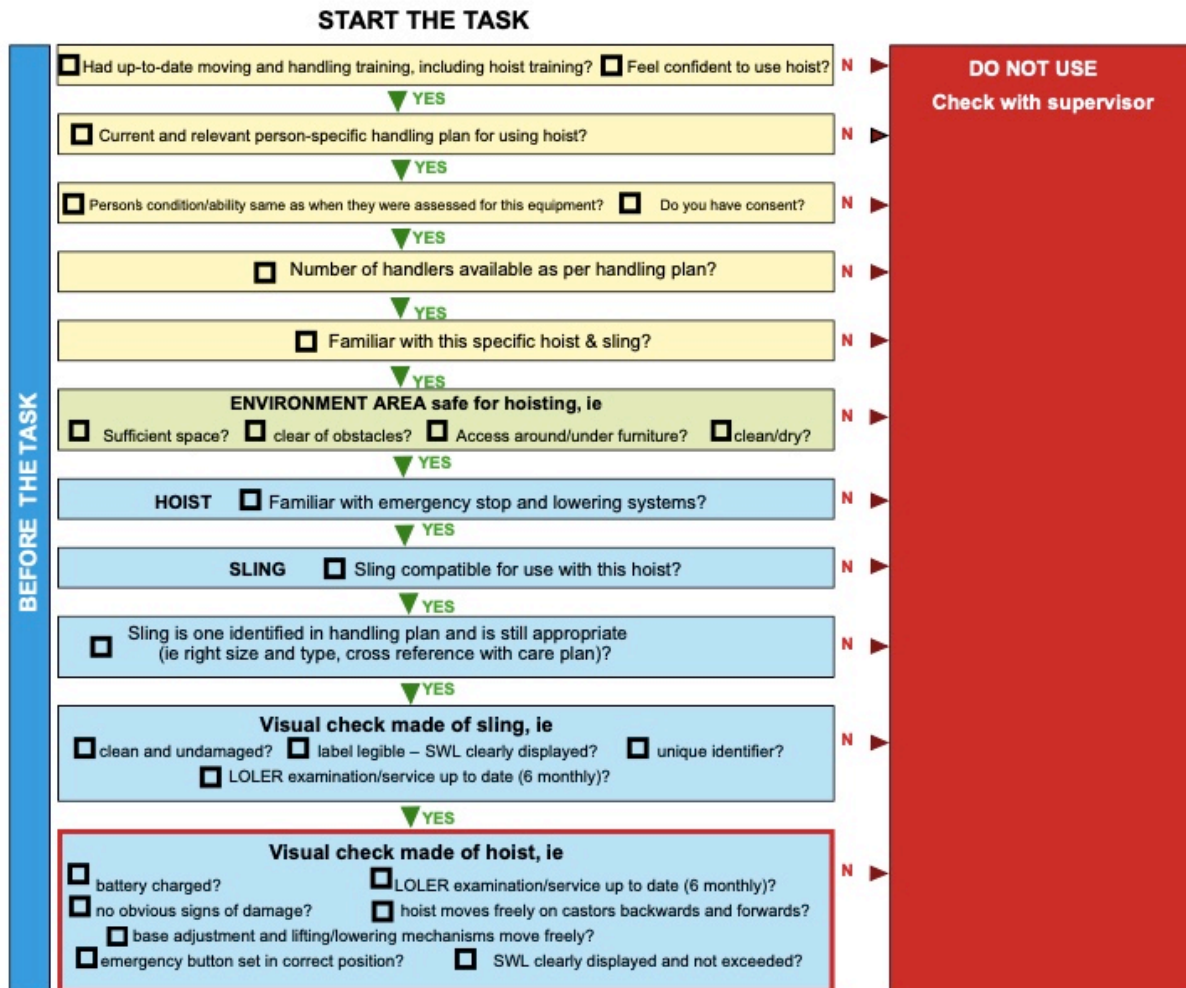 START THE TASK
BEFORE THE TASK
Had up-to-date moving and handling training, including hoist training? Feel confident to use hoist? N
DO NOT USE
Check with supervisor
YES
Current and relevant person-specific handling plan for using hoist? N
YES
Person's condition/ability same as when they were assessed for this equipment? Do you have consent? N
YES
Number of handlers available as per handling plan? N
YES
Familiar with this specific hoist & sling? N
YES
ENVIRONMENT AREA safe for hoisting, ie N
Sufficient space? clear of obstacles? Access around/under furniture? clean/dry?
YES
HOIST Familiar with emergency stop and lowering systems? N
YES
SLING Sling compatible for use with this hoist? N
YES
Sling is one identified in handling plan and is still appropriate N
(ie right size and type, cross reference with care plan)?
YES
Visual check made of sling, ie N
clean and undamaged? label legible – SWL clearly displayed? unique identifier?
LOLER examination/service up to date (6 monthly)?
YES
Visual check made of hoist, ie N
battery charged? LOLER examination/service up to date (6 monthly)?
no obvious signs of damage? hoist moves freely on castors backwards and forwards?
base adjustment and lifting/lowering mechanisms move freely?
emergency button set in correct position? SWL clearly displayed and not exceeded?